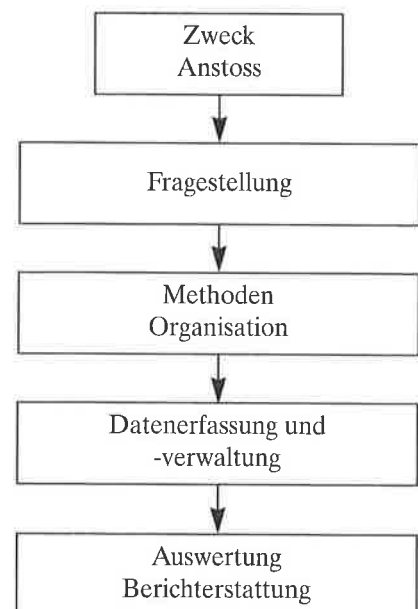 Zweck
Anstoss
Fragestellung
Methoden
Organisation
Datenerfassung und
-verwaltung
Auswertung
Berichterstattung